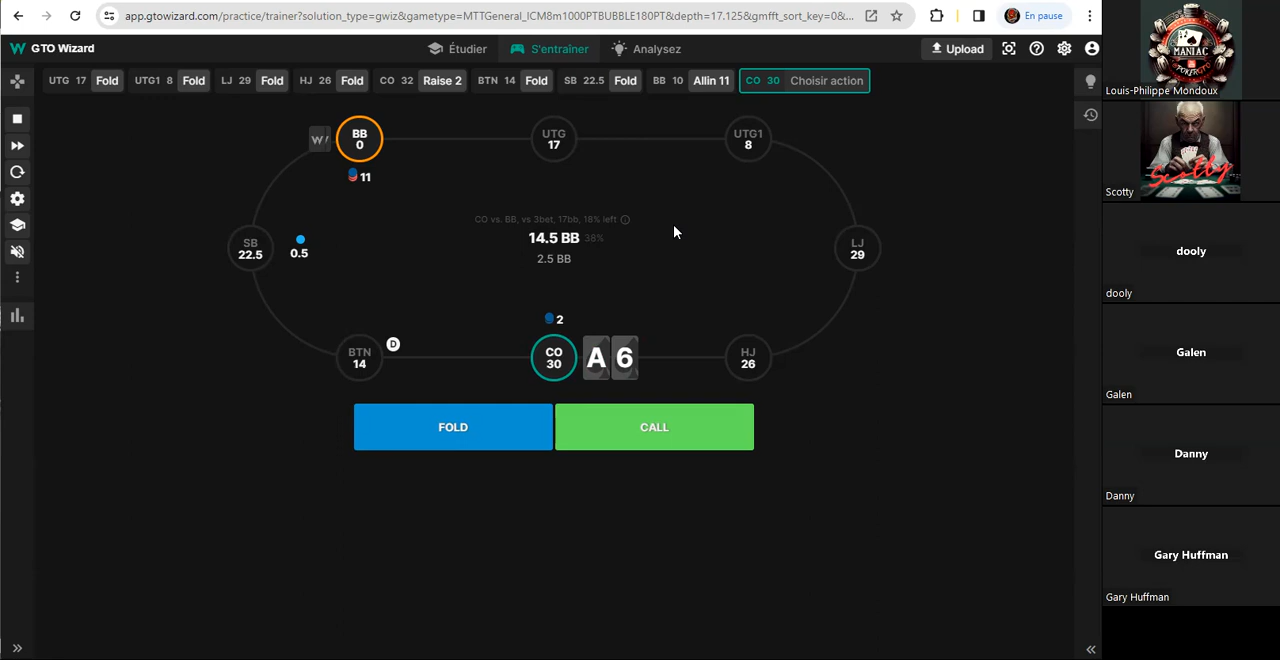 app.gtowizard.com/practice/trainer?solution_type=gwiz&gametype=MTTGeneral_ICM8m1000PTBUBBLE180PT&depth=17.125&gmfft_sort_key=0&...
En pause
GTO Wizard
Étudier
S'entraîner
Analysez
Upload
UTG 17 Fold
UTG1 8 Fold
LJ 29 Fold
HJ 26 Fold
CO 32 Raise 2
BTN 14 Fold
SB 22.5 Fold
BB 10 Allin 11
CO 30 Choisir action
W
BB
0
11
UTG
17
UTG1
8
CO vs. BB, vs 3bet, 17bb, 18% left
14.5 BB 38%
2.5 BB
SB
22.5
0.5
LJ
29
2
BTN
14
D
CO
30
A 6
HJ
26
FOLD
CALL
MANIAC
POKERGTO
Louis-Philippe Mondoux
Scotty
Scotty
dooly
dooly
Galen
Galen
Danny
Danny
Gary Huffman
Gary Huffman